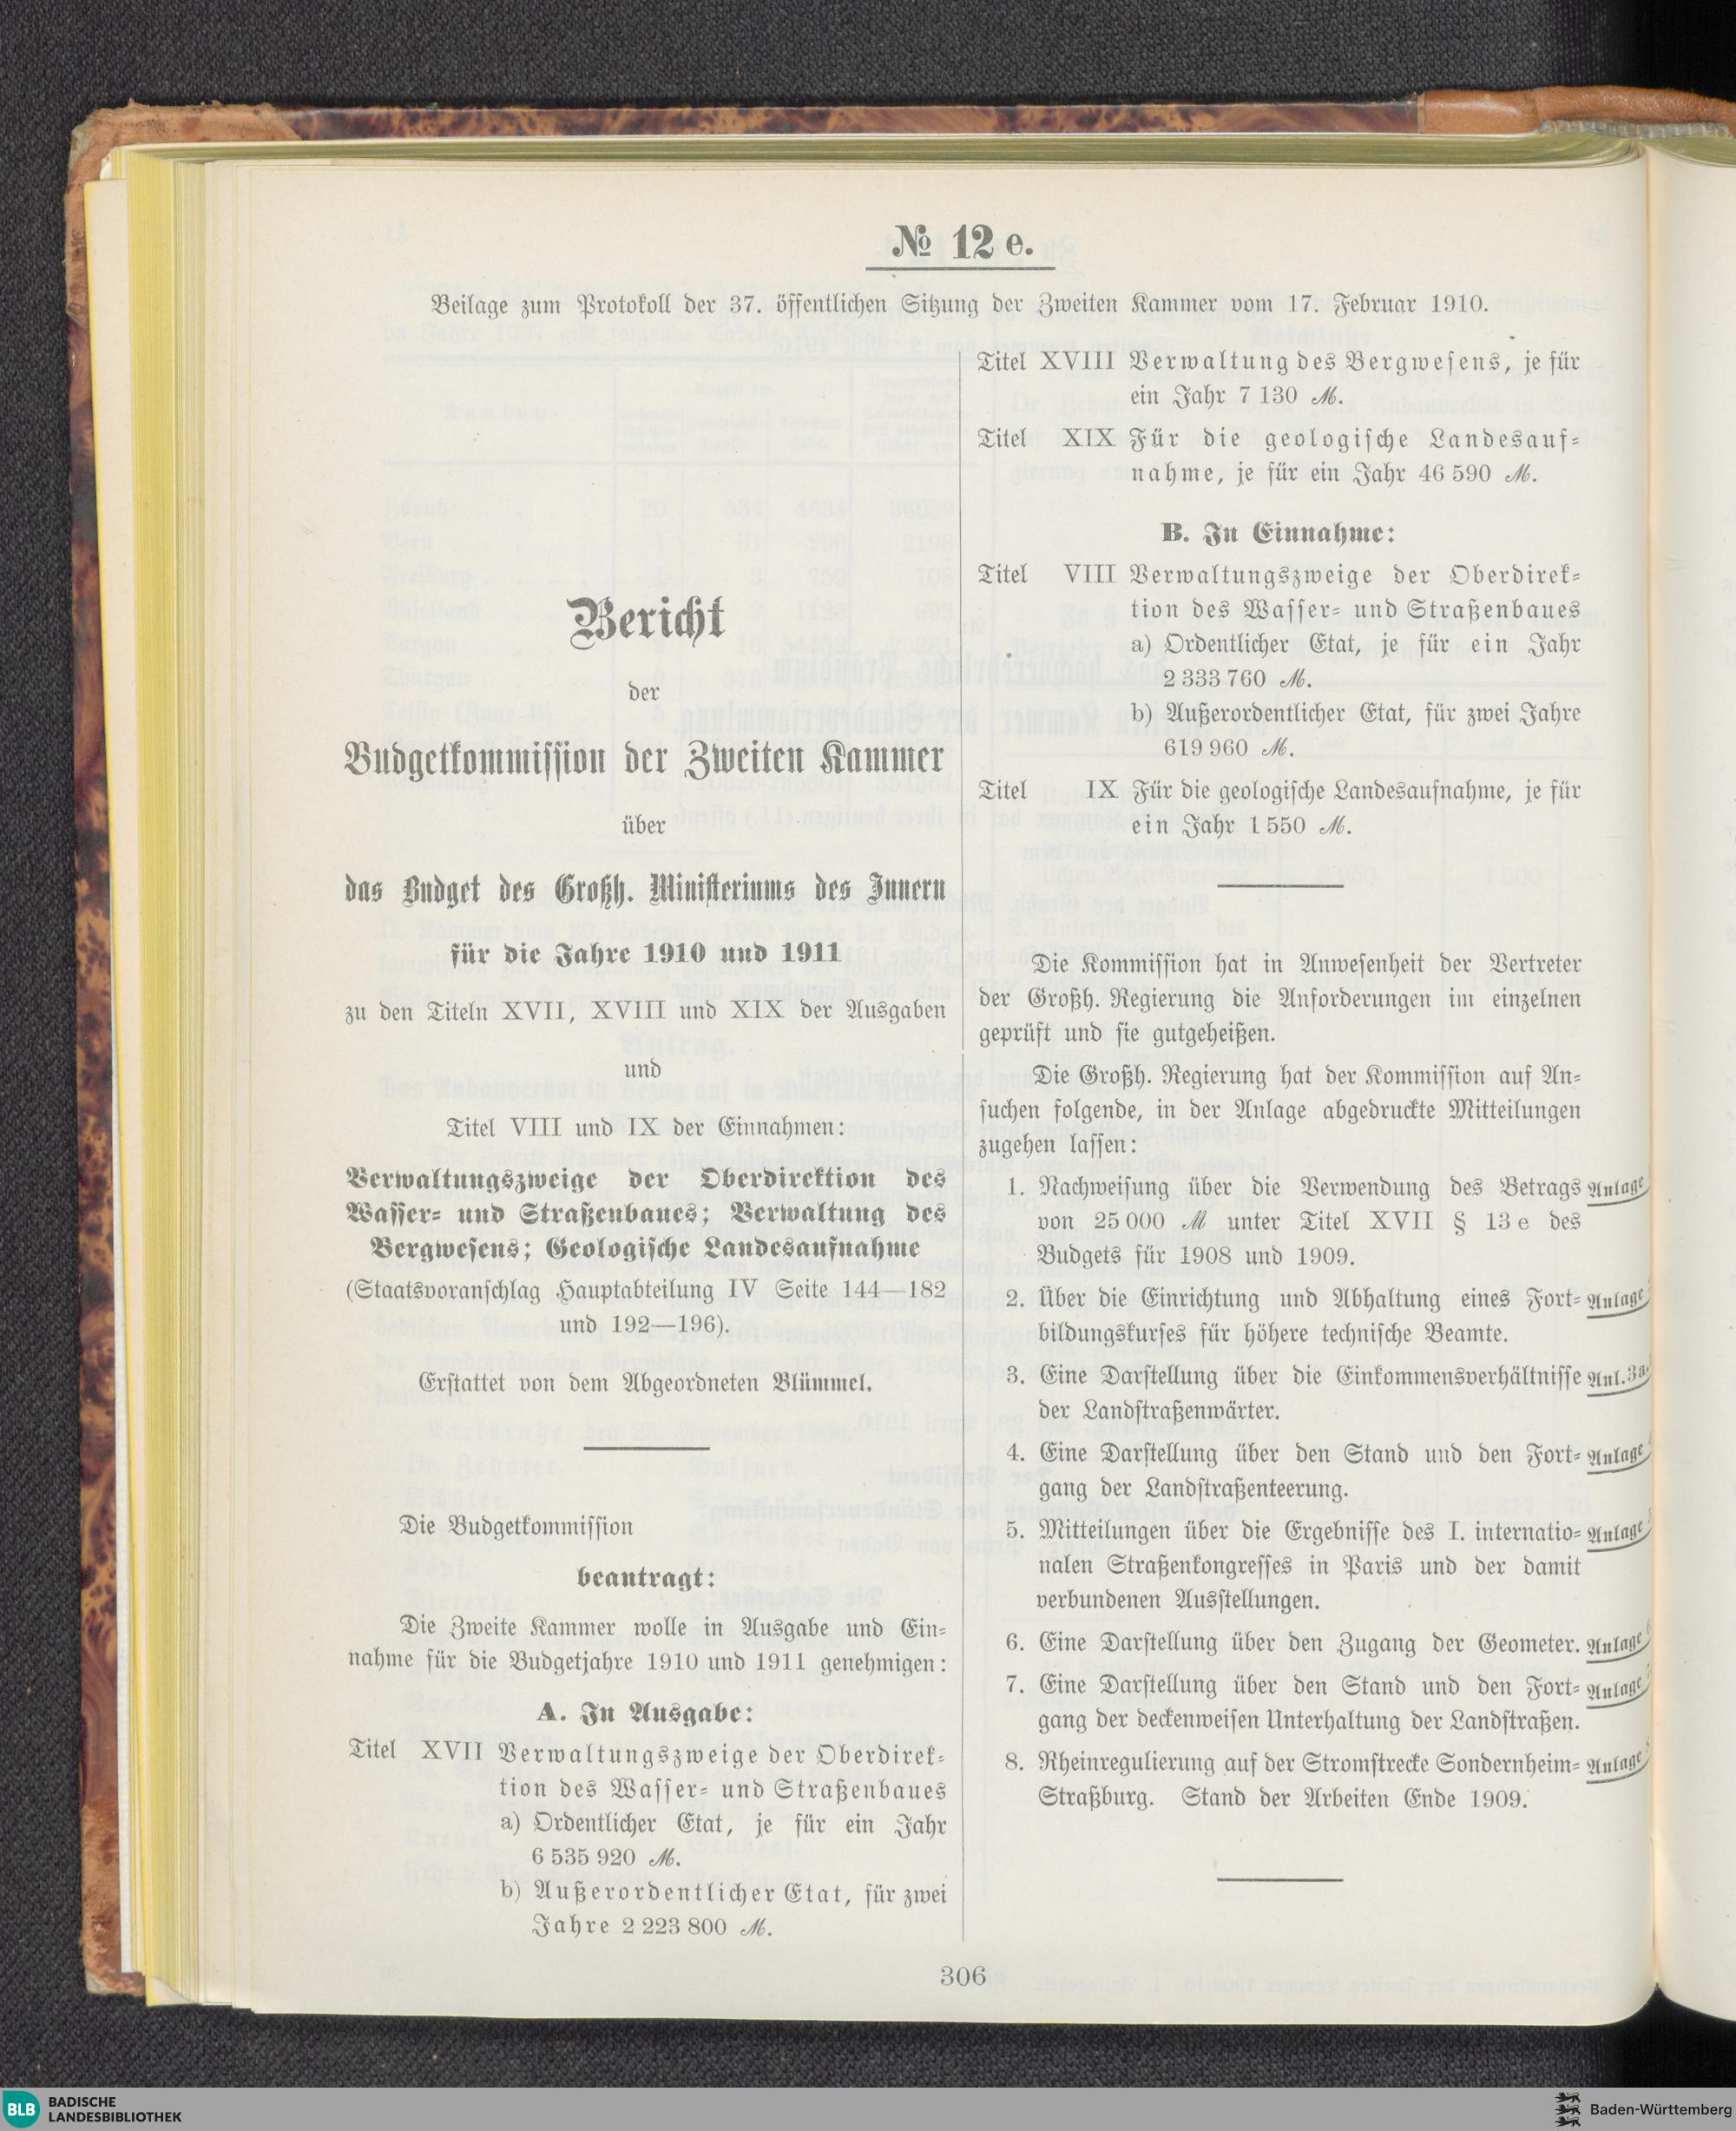 № 12 e.
Beilage zum Protokoll der 37. öffentlichen Sitzung der Zweiten Kammer vom 17. Februar 1910.
Bericht
der
Budgetkommission der Zweiten Kammer
über
das Budget des Großh. Ministeriums des Innern
für die Jahre 1910 und 1911
zu den Titeln XVII, XVIII und XIX der Ausgaben
und
Titel VIII und IX der Einnahmen:
Verwaltungszweige der Oberdirektion des
Wasser- und Straßenbaues; Verwaltung des
Bergwesens; Geologische Landesaufnahme
(Staatsvoranschlag Hauptabteilung IV Seite 144—182
und 192—196).
Erstattet von dem Abgeordneten Blümmel.
Die Budgetkommission
beantragt:
Die Zweite Kammer wolle in Ausgabe und Ein-
nahme für die Budgetjahre 1910 und 1911 genehmigen:
A. In Ausgabe:
Titel XVII Verwaltungszweige der Oberdirek-
tion des Wasser- und Straßenbaues
a) Ordentlicher Etat, je für ein Jahr
6 535 920 ℳ.
b) Außerordentlicher Etat, für zwei
Jahre 2 223 800 ℳ.
Titel XVIII Verwaltung des Bergwesens, je für
ein Jahr 7 130 ℳ.
Titel XIX Für die geologische Landesauf-
nahme, je für ein Jahr 46 590 ℳ.
B. In Einnahme:
Titel VIII Verwaltungszweige der Oberdirek-
tion des Wasser- und Straßenbaues
a) Ordentlicher Etat, je für ein Jahr
2 333 760 ℳ.
b) Außerordentlicher Etat, für zwei Jahre
619 960 ℳ.
Titel IX Für die geologische Landesaufnahme, je für
ein Jahr 1 550 ℳ.
Die Kommission hat in Anwesenheit der Vertreter
der Großh. Regierung die Anforderungen im einzelnen
geprüft und sie gutgeheißen.
Die Großh. Regierung hat der Kommission auf An-
suchen folgende, in der Anlage abgedruckte Mitteilungen
zugehen lassen:
1. Nachweisung über die Verwendung des Betrags Anlage
von 25 000 ℳ unter Titel XVII § 13 e des
Budgets für 1908 und 1909.
2. Über die Einrichtung und Abhaltung eines Fort- Anlage
bildungskurses für höhere technische Beamte.
3. Eine Darstellung über die Einkommensverhältnisse Anl. 3a
der Landstraßenwärter.
4. Eine Darstellung über den Stand und den Fort- Anlage
gang der Landstraßenteerung.
5. Mitteilungen über die Ergebnisse des I. internatio- Anlage
nalen Straßenkongresses in Paris und der damit
verbundenen Ausstellungen.
6. Eine Darstellung über den Zugang der Geometer. Anlage
7. Eine Darstellung über den Stand und den Fort- Anlage
gang der deckenweisen Unterhaltung der Landstraßen.
8. Rheinregulierung auf der Stromstrecke Sondernheim- Anlage
Straßburg. Stand der Arbeiten Ende 1909.
306
BLB BADISCHE
LANDESBIBLIOTHEK
Baden-Württemberg